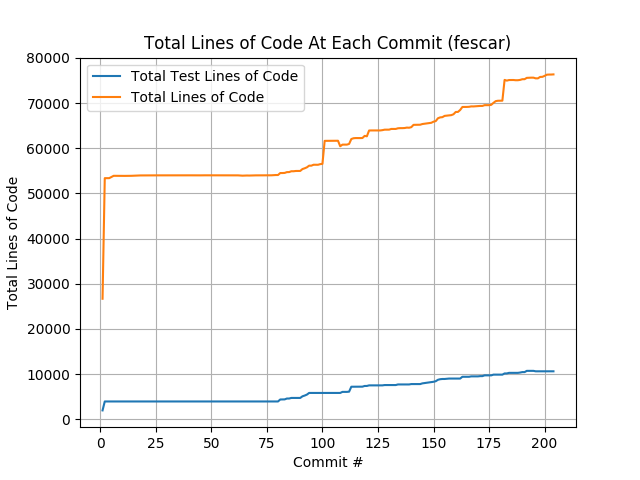 Total Lines of Code At Each Commit (fescar)
Total Test Lines of Code
Total Lines of Code
Total Lines of Code
80000
70000
60000
50000
40000
30000
20000
10000
0
0 25 50 75 100 125 150 175 200
Commit #